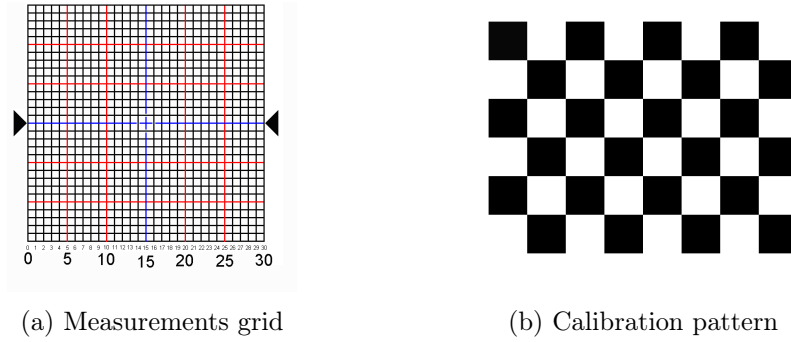 0 1 2 3 4 5 6 7 8 9 10 11 12 13 14 15 16 17 18 19 20 21 22 23 24 25 26 27 28 29 30
0 5 10 15 20 25 30
(a) Measurements grid
(b) Calibration pattern